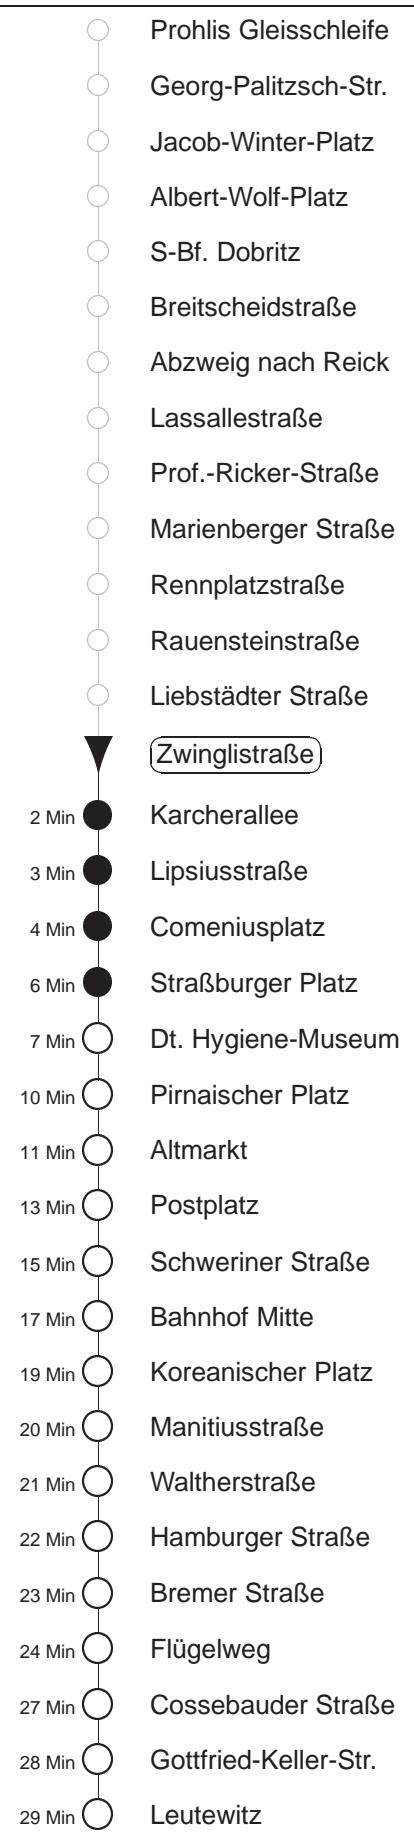 Prohlis Gleisschleife
Georg-Palitzsch-Str.
Jacob-Winter-Platz
Albert-Wolf-Platz
S-Bf. Dobritz
Breitscheidstraße
Abzweig nach Reick
Lassallestraße
Prof.-Ricker-Straße
Marienberger Straße
Rennplatzstraße
Rauensteinstraße
Liebstädter Straße
Zwinglistraße
2 Min Karcherallee
3 Min Lipsiusstraße
4 Min Comeniusplatz
6 Min Straßburger Platz
7 Min Dt. Hygiene-Museum
10 Min Pirnaischer Platz
11 Min Altmarkt
13 Min Postplatz
15 Min Schweriner Straße
17 Min Bahnhof Mitte
19 Min Koreanischer Platz
20 Min Manitiusstraße
21 Min Waltherstraße
22 Min Hamburger Straße
23 Min Bremer Straße
24 Min Flügelweg
27 Min Cossebauder Straße
28 Min Gottfried-Keller-Str.
29 Min Leutewitz